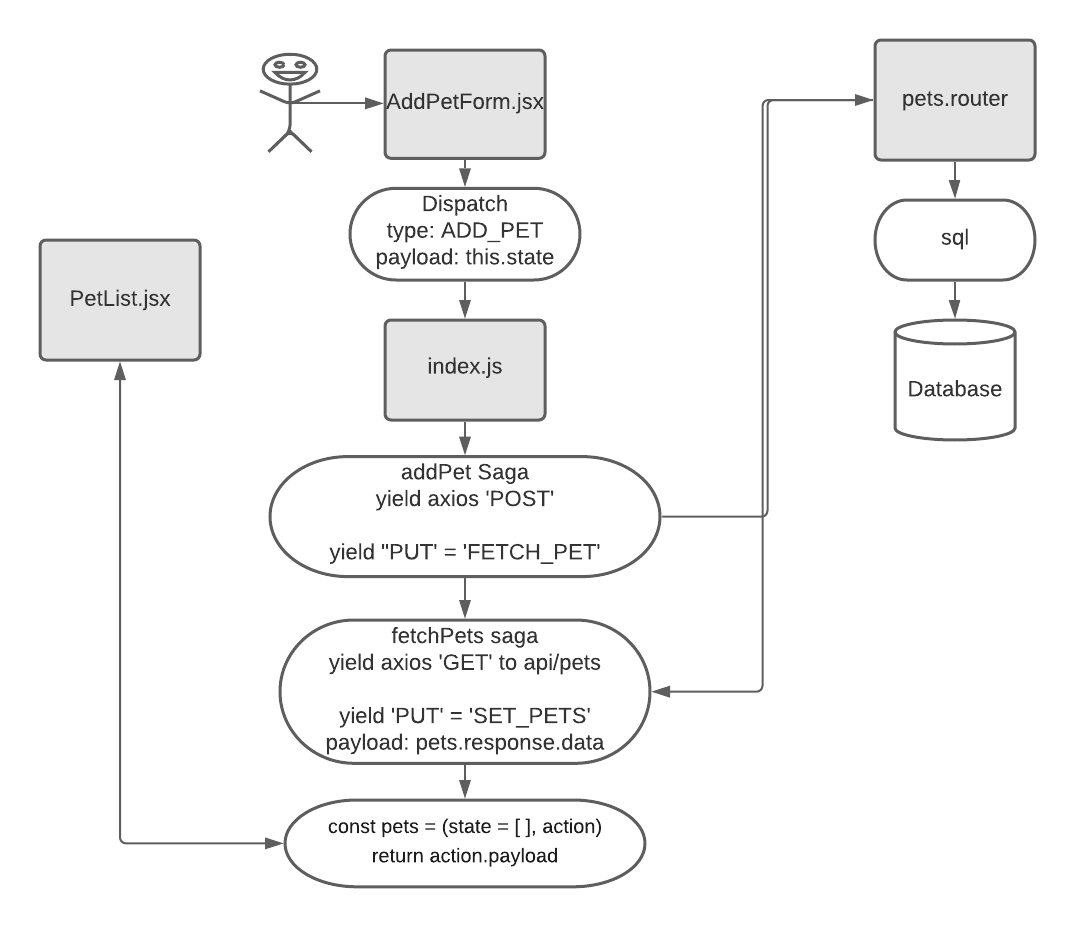 AddPetForm.jsx
pets.router
Dispatch
type: ADD_PET
payload: this.state
sql
PetList.jsx
index.js
Database
addPet Saga
yield axios 'POST'
yield "PUT' = 'FETCH_PET'
fetchPets saga
yield axios 'GET' to api/pets
yield 'PUT' = 'SET_PETS'
payload: pets.response.data
const pets = (state = [ ], action)
return action.payload